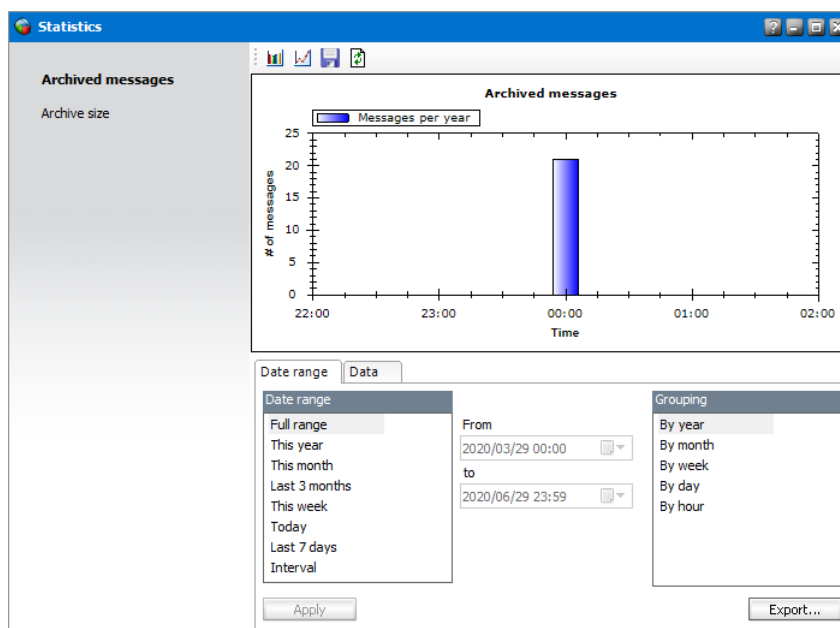 Statistics
Archived messages
Archive size
Archived messages
Messages per year
# of messages
25
20
15
10
5
0
22:00 23:00 00:00 01:00 02:00
Time
Date range Data
Date range
Full range
This year
This month
Last 3 months
This week
Today
Last 7 days
Interval
From
2020/03/29 00:00
to
2020/06/29 23:59
Grouping
By year
By month
By week
By day
By hour
Apply
Export...